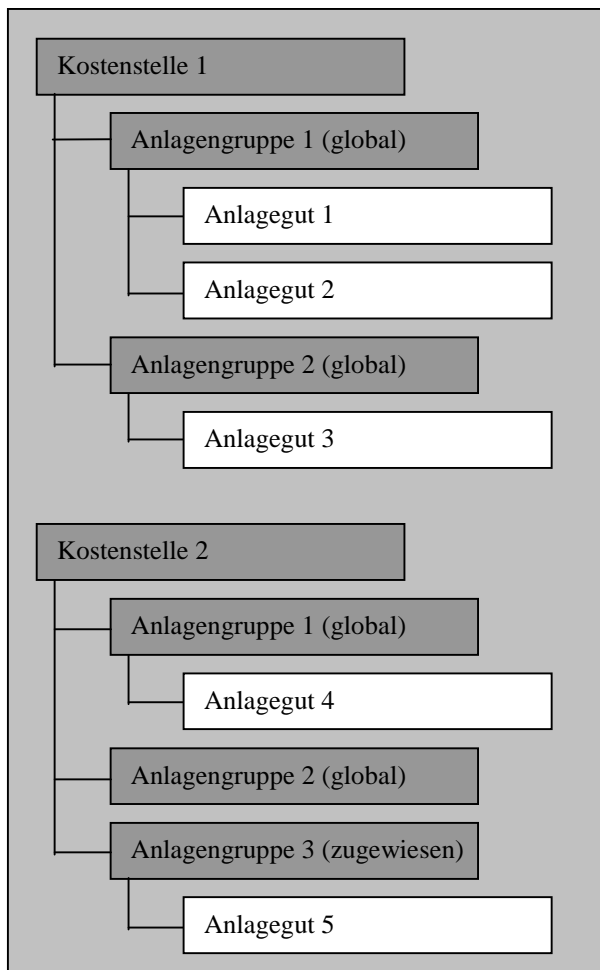 Kostenstelle 1
Anlagengruppe 1 (global)
Anlagegut 1
Anlagegut 2
Anlagengruppe 2 (global)
Anlagegut 3
Kostenstelle 2
Anlagengruppe 1 (global)
Anlagegut 4
Anlagengruppe 2 (global)
Anlagengruppe 3 (zugewiesen)
Anlagegut 5